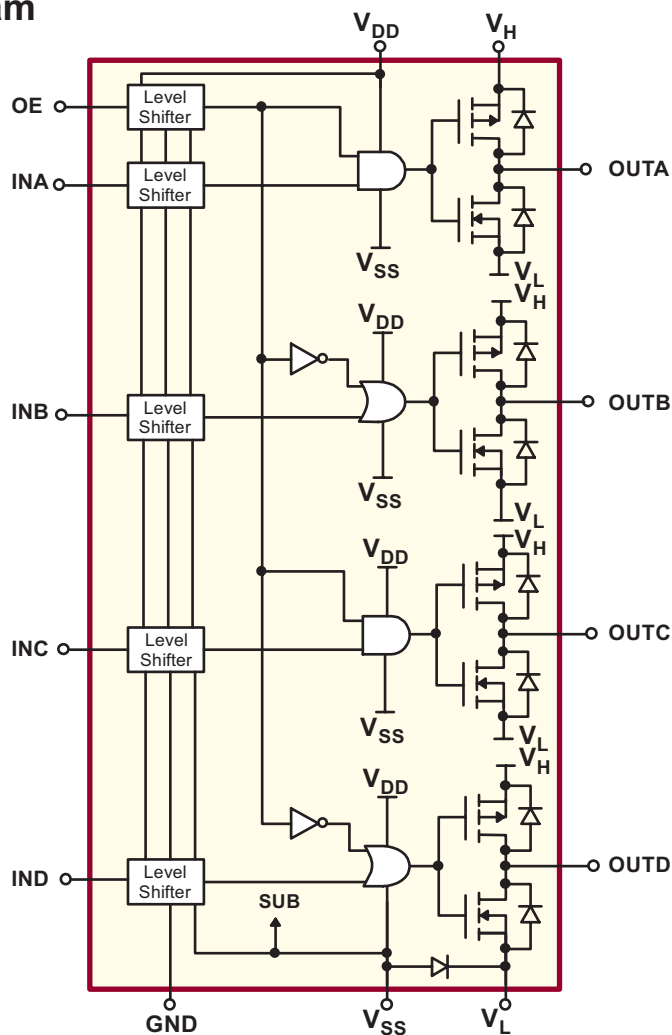 am
VDD
VH
OE
Level
Shifter
INA
Level
Shifter
OUTA
VSS
VL
VH
VDD
INB
Level
Shifter
OUTB
VSS
VL
VH
VDD
INC
Level
Shifter
OUTC
VSS
VL
VH
VDD
IND
Level
Shifter
OUTD
SUB
GND
VSS
VL